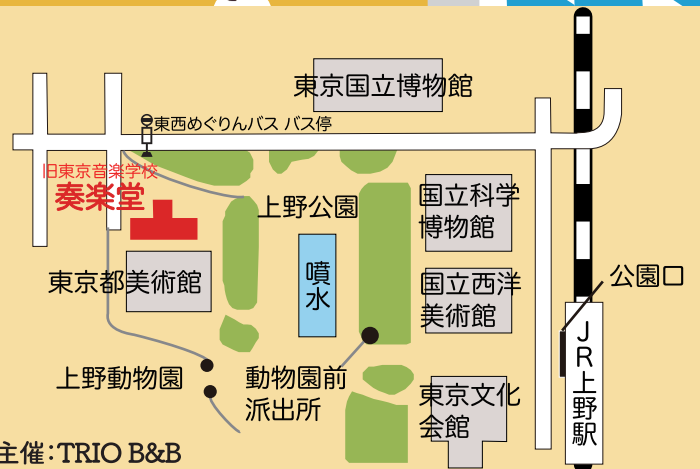 東京国立博物館
東西めぐりんバス バス停
旧東京音楽学校
奏楽堂
上野公園
国立科学
博物館
東京都美術館
噴水
国立西洋
美術館
公園口
JR上野駅
上野動物園
動物園前
派出所
東京文化
会館
主催：TRIO B&B